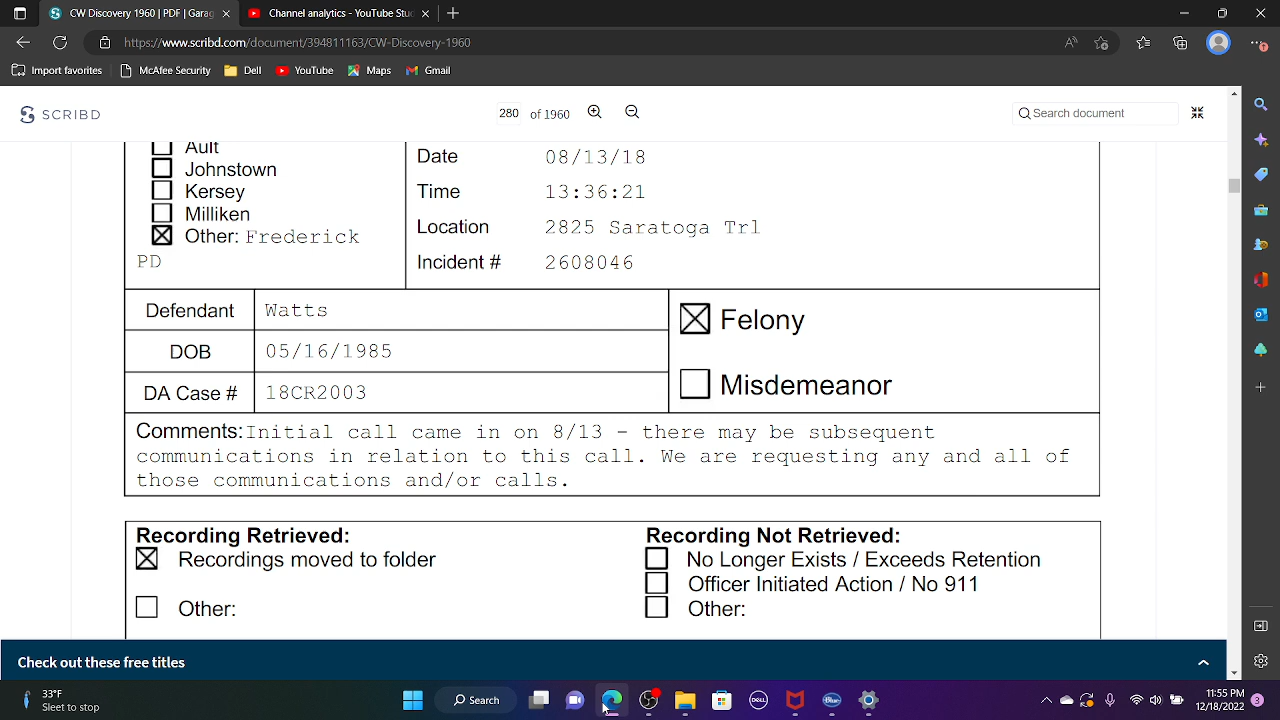 CW Discovery 1960 | PDF | Garag
Channel analytics - YouTube Stud
https://www.scribd.com/document/394811163/CW-Discovery-1960
Import favorites
McAfee Security
Dell
YouTube
Maps
Gmail
SCRIBD
280 of 1960
Search document
Ault
Johnstown
Kersey
Milliken
Other: Frederick
PD
Date 08/13/18
Time 13:36:21
Location 2825 Saratoga Trl
Incident # 2608046
Defendant Watts
DOB 05/16/1985
DA Case # 18CR2003
Felony
Misdemeanor
Comments: Initial call came in on 8/13 – there may be subsequent
communications in relation to this call. We are requesting any and all of
those communications and/or calls.
Recording Retrieved:
Recordings moved to folder
Other:
Recording Not Retrieved:
No Longer Exists / Exceeds Retention
Officer Initiated Action / No 911
Other:
Check out these free titles
33°F
Sleet to stop
Search
DELL
Blue
11:55 PM
12/18/2022
3